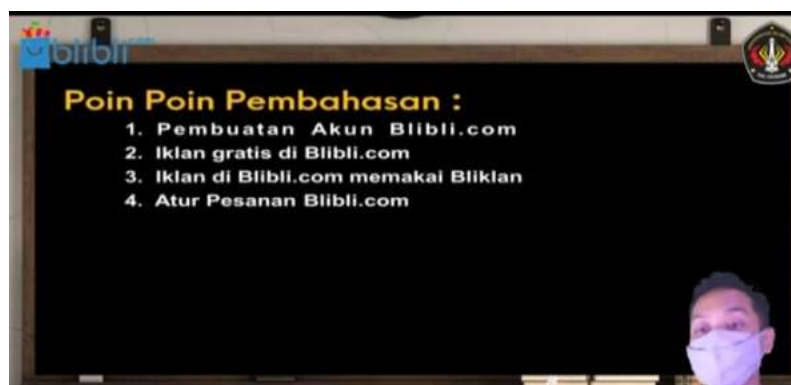 blibli.com
Poin Poin Pembahasan :
1. Pembuatan Akun Blibli.com
2. Iklan gratis di Blibli.com
3. Iklan di Blibli.com memakai Bliklan
4. Atur Pesanan Blibli.com